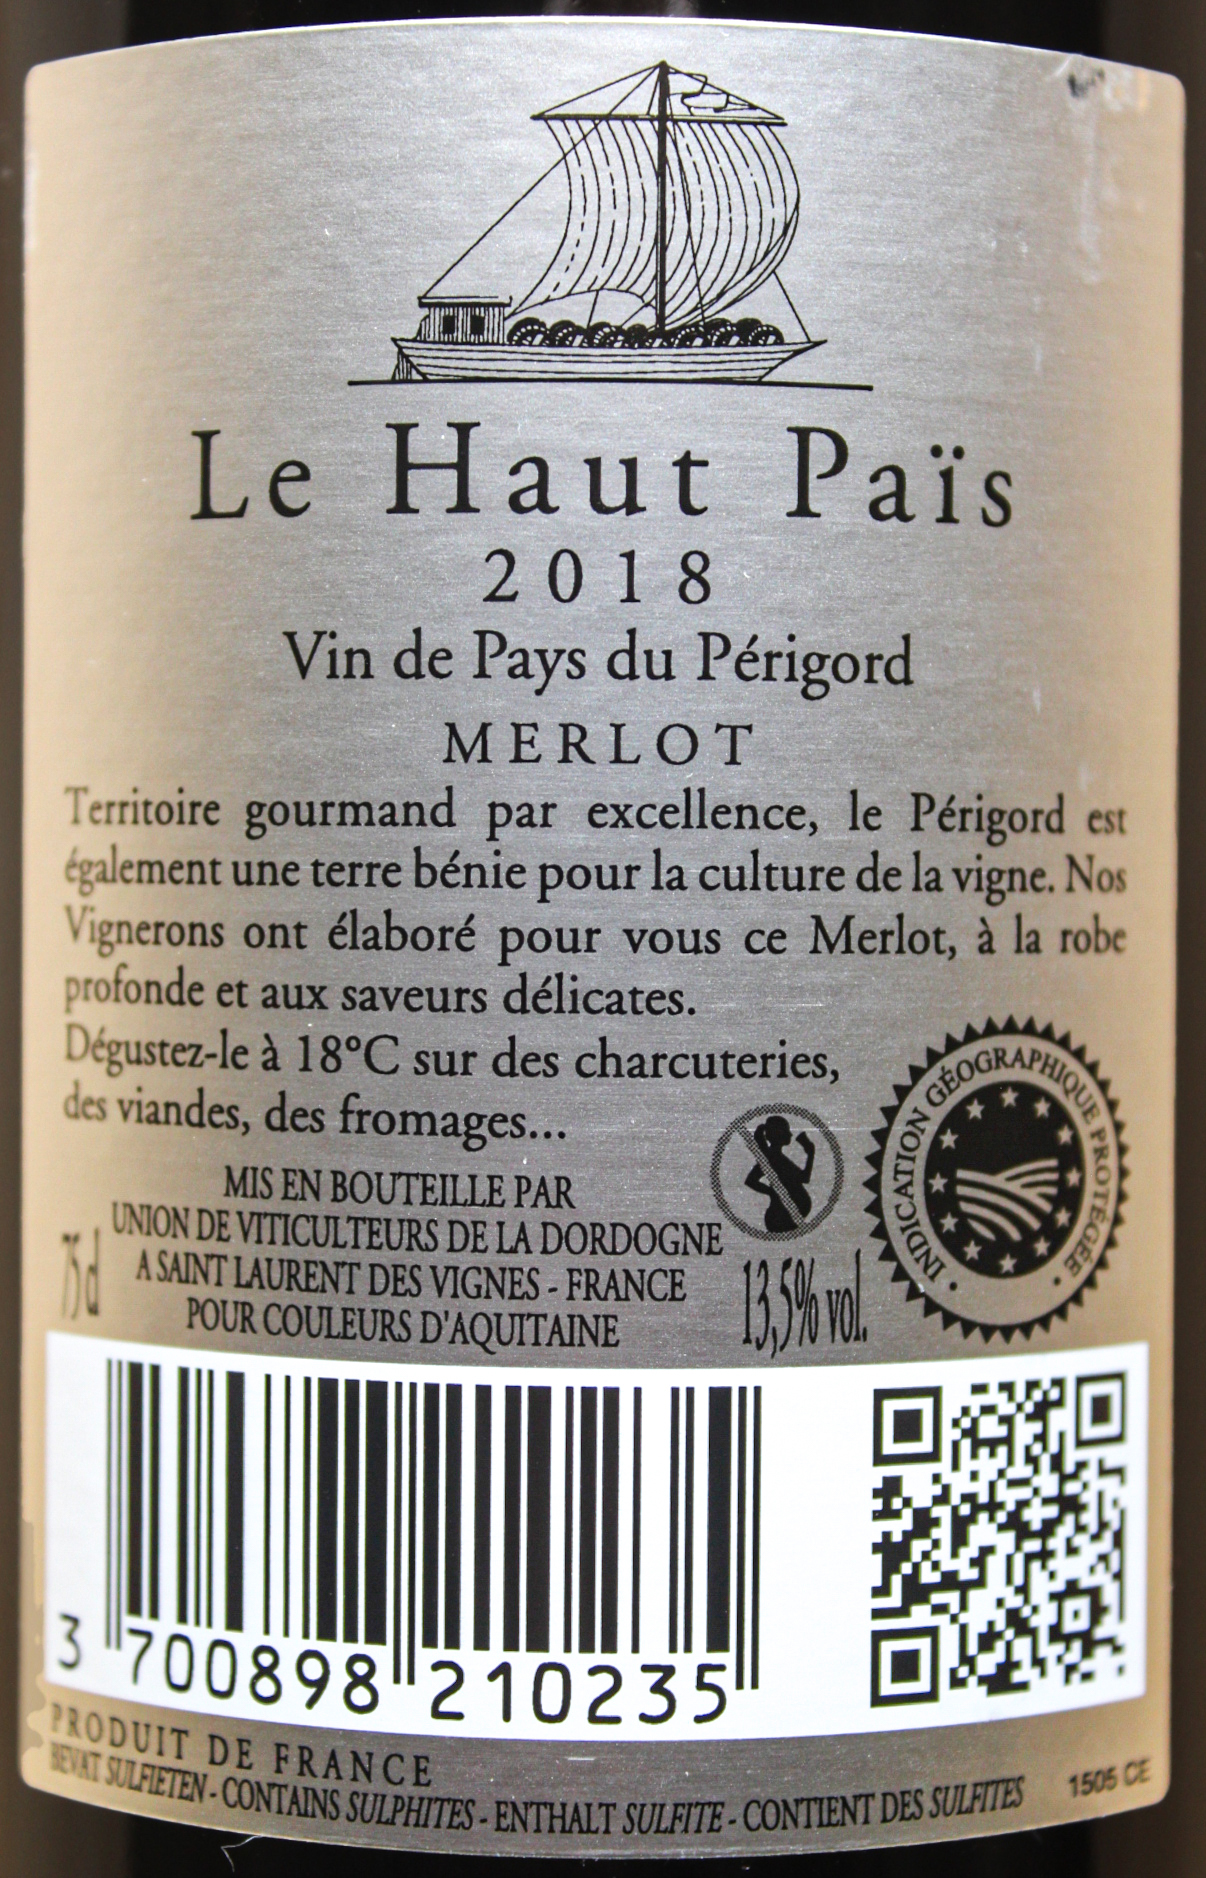 Le Haut Païs
2018
Vin de Pays du Périgord
MERLOT
Territoire gourmand par excellence, le Périgord est
également une terre bénie pour la culture de la vigne. Nos
Vignerons ont élaboré pour vous ce Merlot, à la robe
profonde et aux saveurs délicates.
Dégustez-le à 18°C sur des charcuteries,
des viandes, des fromages...
INDICATION GÉOGRAPHIQUE PROTÉGÉE
MIS EN BOUTEILLE PAR
UNION DE VITICULTEURS DE LA DORDOGNE
A SAINT LAURENT DES VIGNES - FRANCE
POUR COULEURS D'AQUITAINE
75 cl
13,5% vol.
3 700898 210235
PRODUIT DE FRANCE
BEVAT SULFIETEN - CONTAINS SULPHITES - ENTHALT SULFITE - CONTIENT DES SULFITES
1505 CE